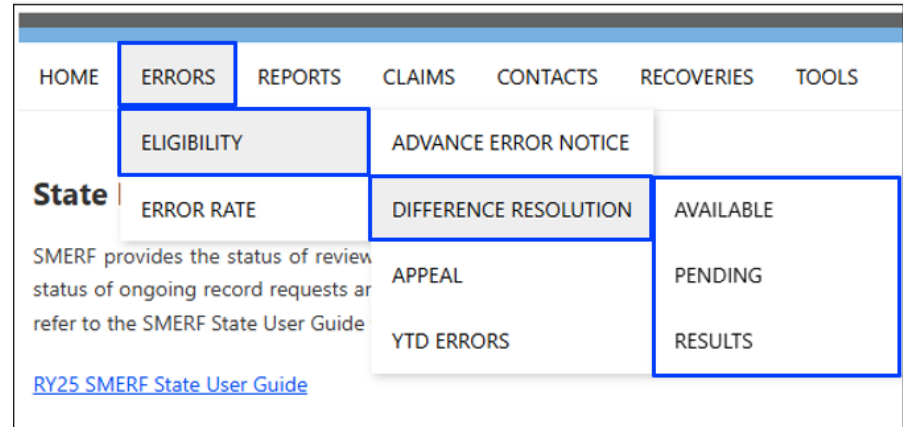 HOME ERRORS REPORTS CLAIMS CONTACTS RECOVERIES TOOLS
ELIGIBILITY ADVANCE ERROR NOTICE
State
ERROR RATE DIFFERENCE RESOLUTION AVAILABLE
SMERF provides the status of review
APPEAL PENDING
status of ongoing record requests
refer to the SMERF State User Guide
YTD ERRORS RESULTS
RY25 SMERF State User Guide